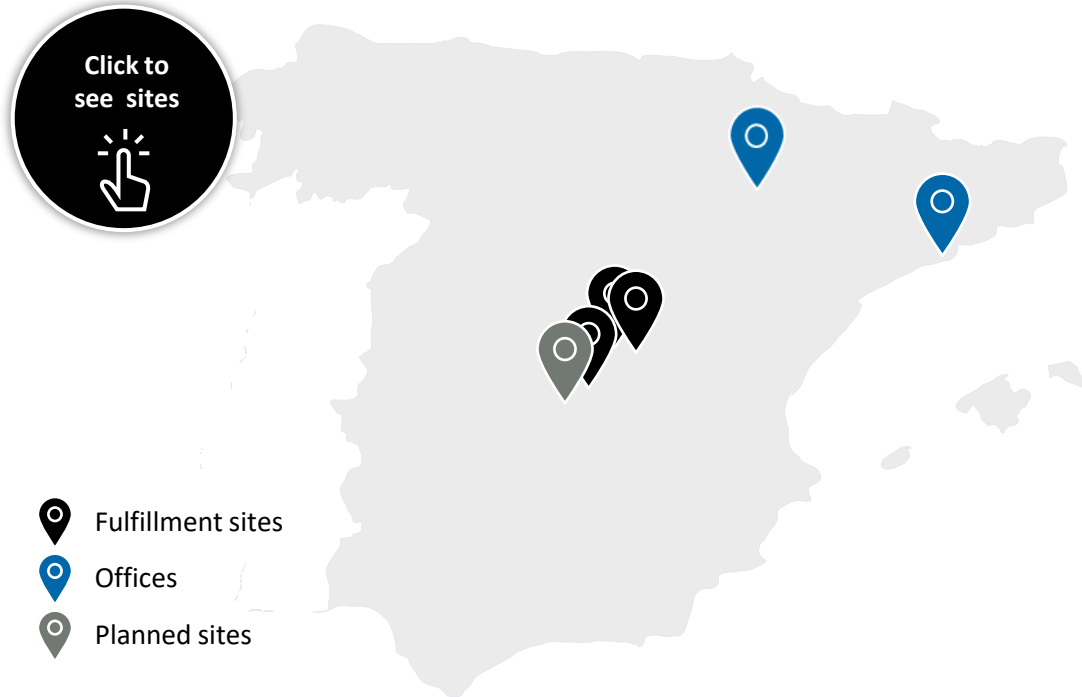 Click to
see sites
Fulfillment sites
Offices
Planned sites